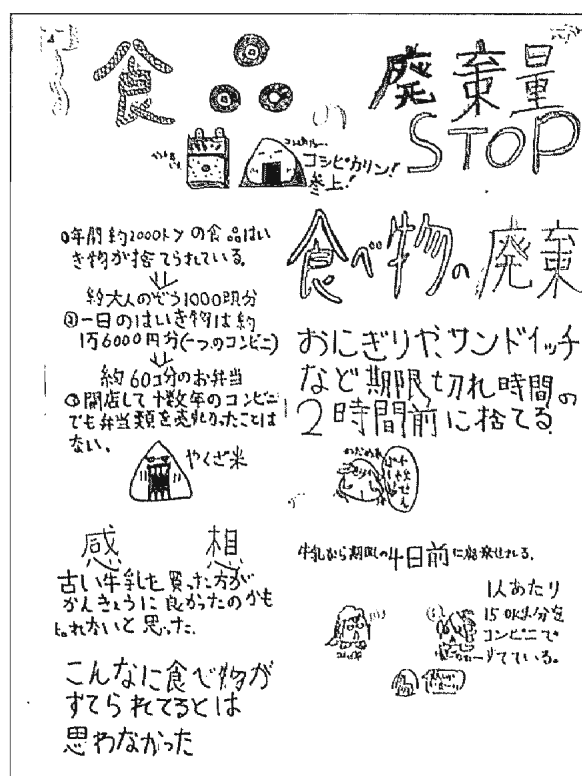 食品の廃棄量
STOP
コシヒカリン!
参上!
年間約2000トンの食品はい
き物が捨てられている。
約大人のぞう1000頭分
②一日のはいき物は約
1万6000円分(一つのコンビニ)
約60コ分のお弁当
③開店して十数年のコンビニ
でも弁当類を売れ切ったことは
ない。
やくざ米
食べ物の廃棄
おにぎりや、サンドイッチ
など期限切れ時間の
2時間前に捨てる。
牛乳なら期限の4日前に廃棄される。
1人あたり
コンビニで
すてている。
感想
古い牛乳を買った方が
かんきょうに良かったのかも
しれないと思った。
こんなに食べ物が
すてられてるとは
思わなかった